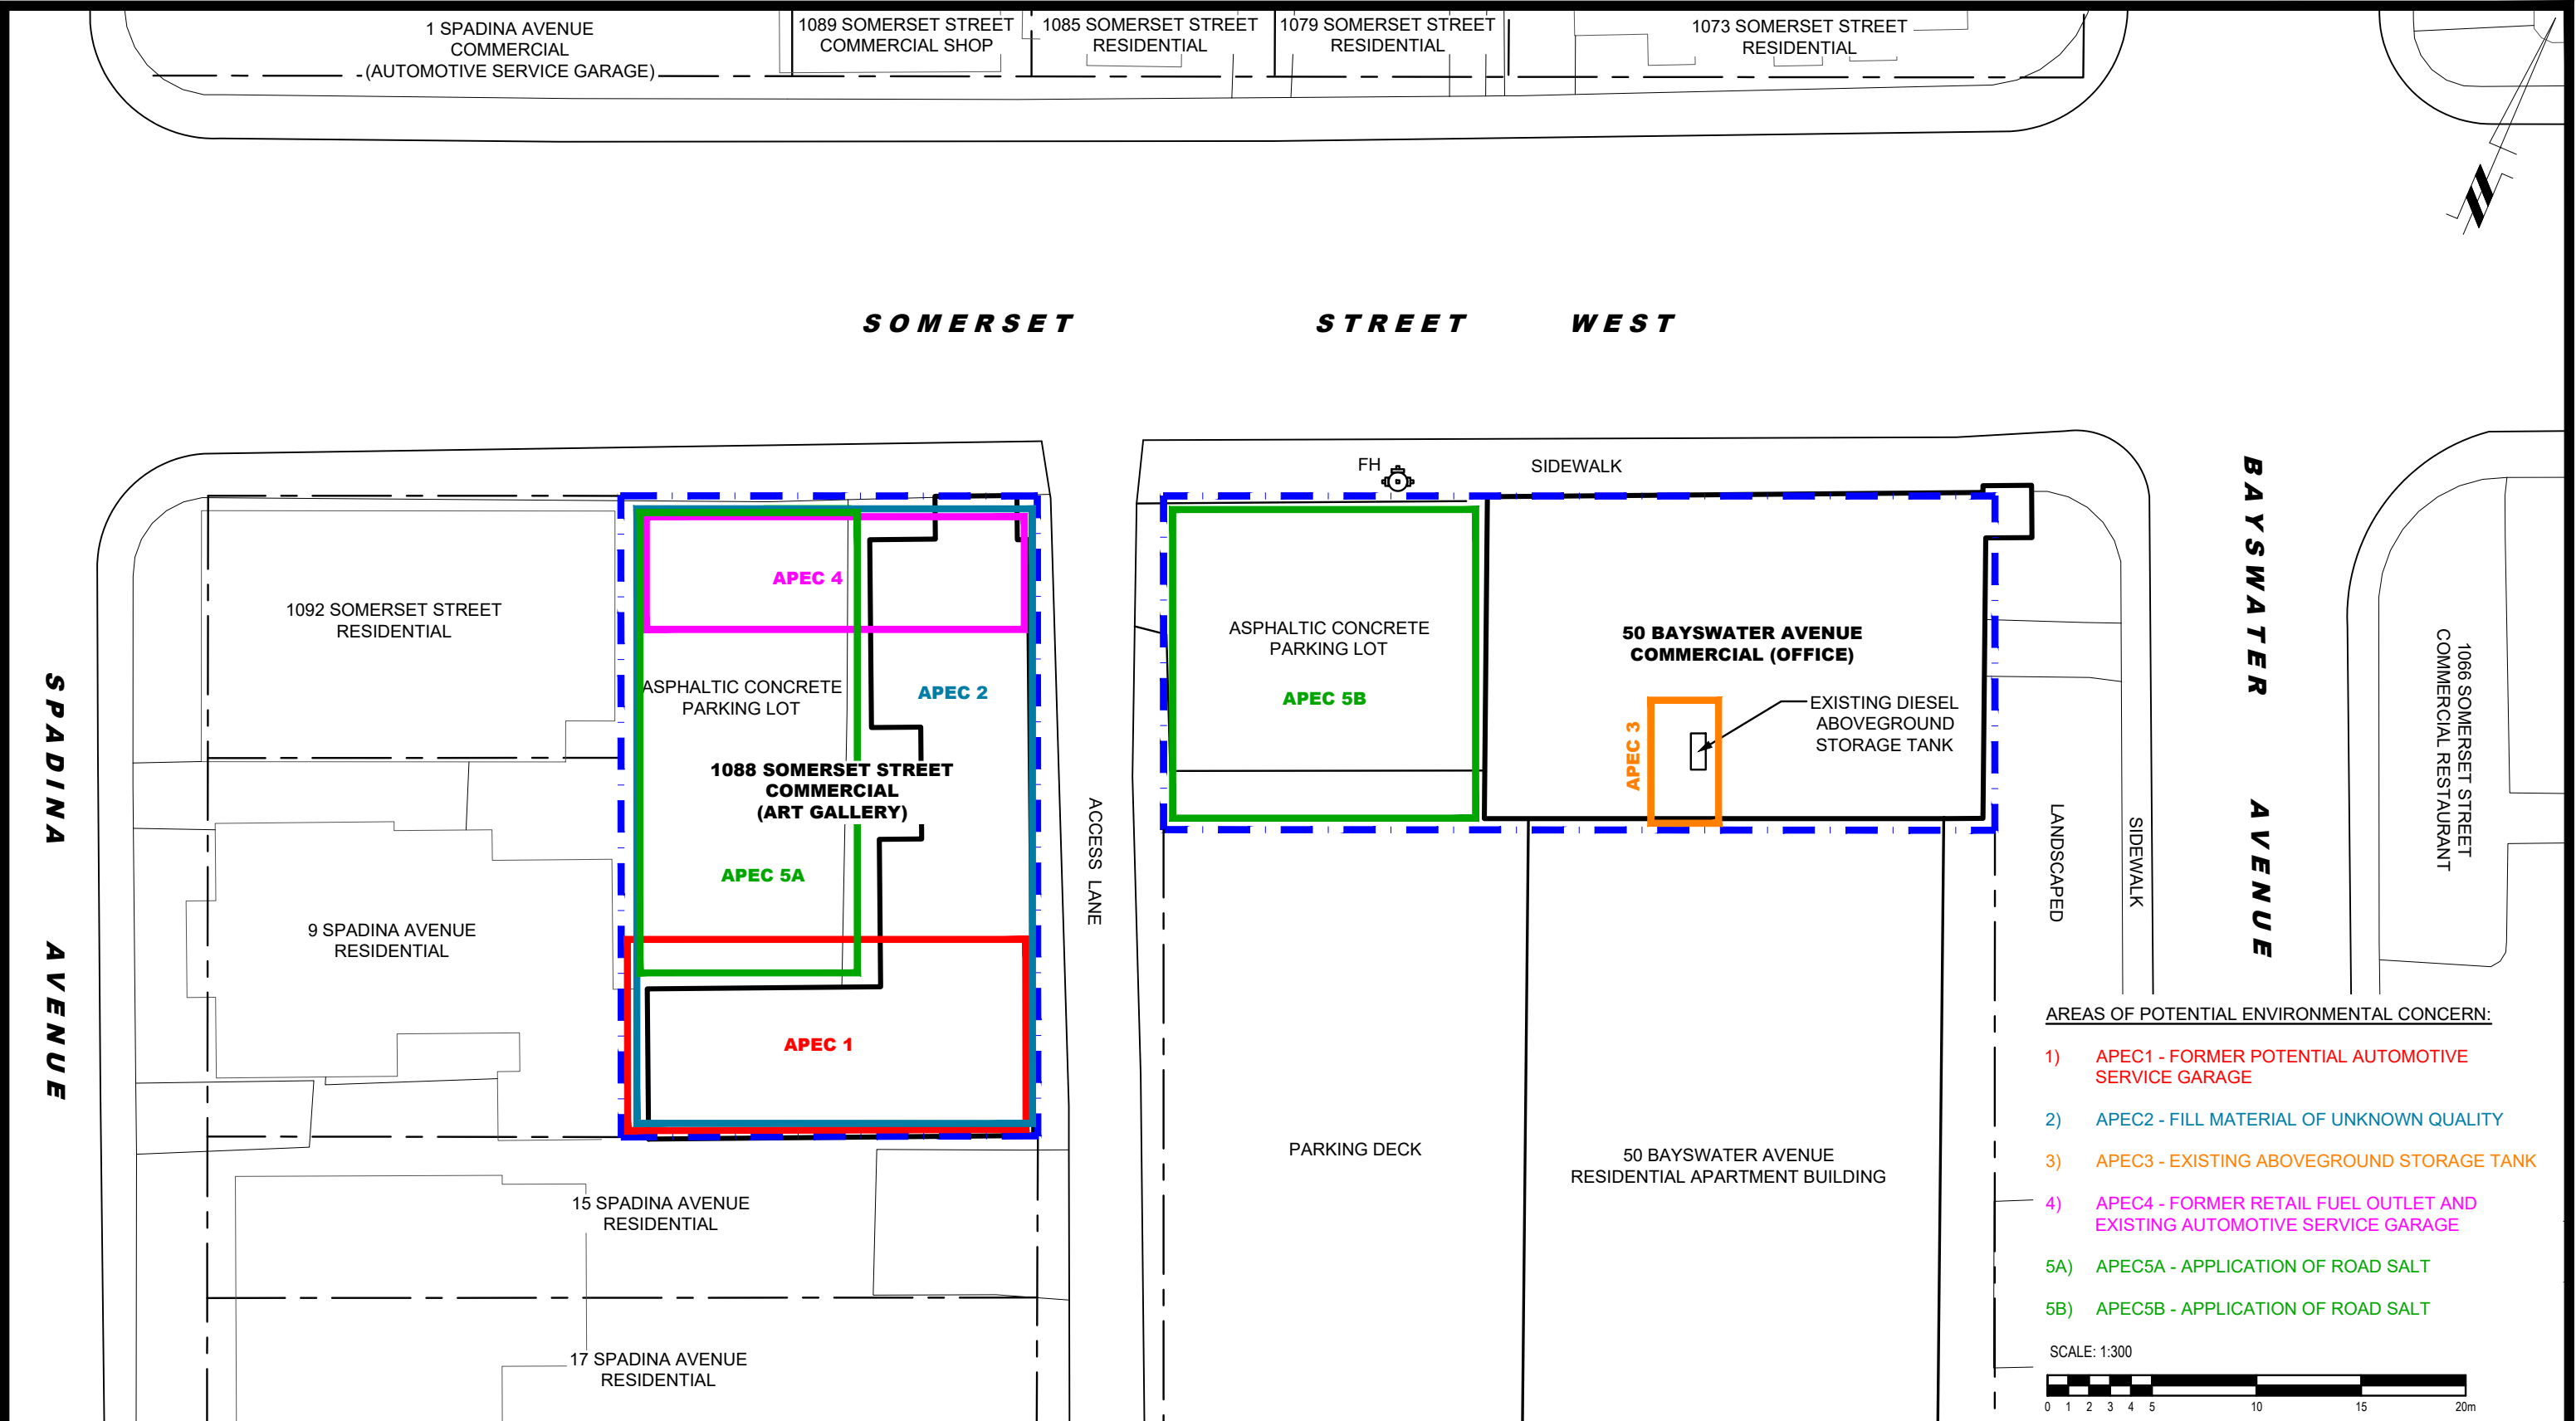 1 SPADINA AVENUE
COMMERCIAL
(AUTOMOTIVE SERVICE GARAGE)
1089 SOMERSET STREET
COMMERCIAL SHOP
1085 SOMERSET STREET
RESIDENTIAL
1079 SOMERSET STREET
RESIDENTIAL
1073 SOMERSET STREET
RESIDENTIAL
SOMERSET STREET WEST
FH
SIDEWALK
BAYSWATER AVENUE
SPADINA AVENUE
1092 SOMERSET STREET
RESIDENTIAL
APEC 4
ASPHALTIC CONCRETE
PARKING LOT
APEC 2
1088 SOMERSET STREET
COMMERCIAL
(ART GALLERY)
APEC 5A
APEC 1
ACCESS LANE
ASPHALTIC CONCRETE
PARKING LOT
APEC 5B
50 BAYSWATER AVENUE
COMMERCIAL (OFFICE)
APEC 3
EXISTING DIESEL
ABOVEGROUND
STORAGE TANK
LANDSCAPED
SIDEWALK
1066 SOMERSET STREET
COMMERCIAL RESTAURANT
9 SPADINA AVENUE
RESIDENTIAL
15 SPADINA AVENUE
RESIDENTIAL
17 SPADINA AVENUE
RESIDENTIAL
PARKING DECK
50 BAYSWATER AVENUE
RESIDENTIAL APARTMENT BUILDING
AREAS OF POTENTIAL ENVIRONMENTAL CONCERN:
1) APEC1 - FORMER POTENTIAL AUTOMOTIVE
SERVICE GARAGE
2) APEC2 - FILL MATERIAL OF UNKNOWN QUALITY
3) APEC3 - EXISTING ABOVEGROUND STORAGE TANK
4) APEC4 - FORMER RETAIL FUEL OUTLET AND
EXISTING AUTOMOTIVE SERVICE GARAGE
5A) APEC5A - APPLICATION OF ROAD SALT
5B) APEC5B - APPLICATION OF ROAD SALT
SCALE: 1:300
0 1 2 3 4 5 10 15 20m